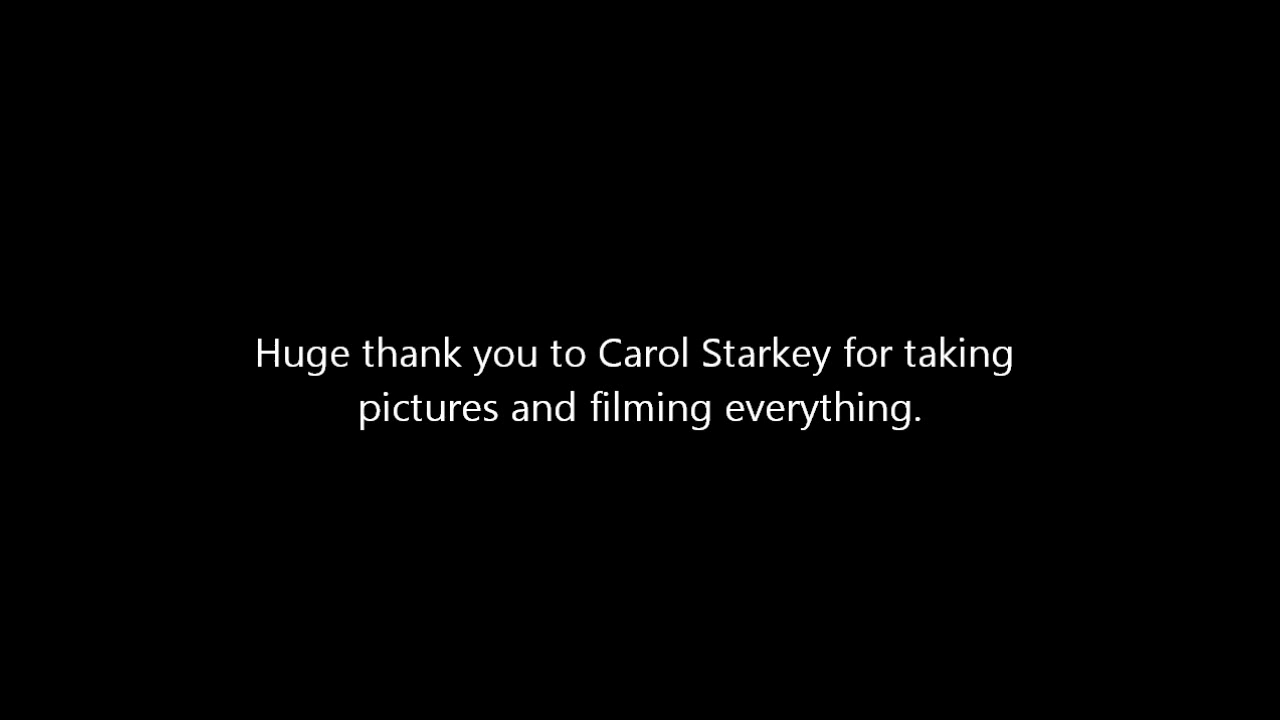 Huge thank you to Carol Starkey for taking
pictures and filming everything.